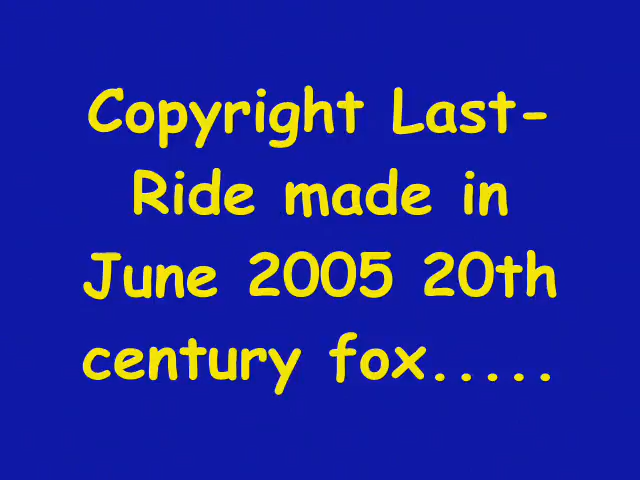 Copyright Last-
Ride made in
June 2005 20th
century fox.....